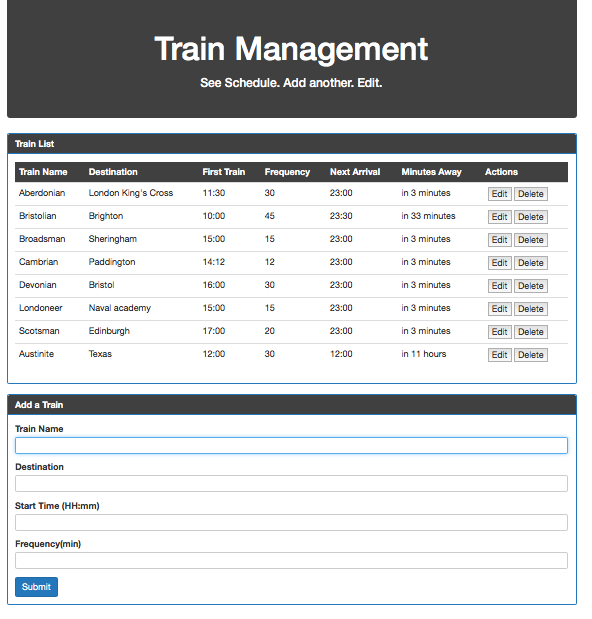 Train Management
See Schedule. Add another. Edit.
Train List
Train Name Destination First Train Frequency Next Arrival Minutes Away Actions
Aberdonian London King's Cross 11:30 30 23:00 in 3 minutes Edit Delete
Bristolian Brighton 10:00 45 23:30 in 33 minutes Edit Delete
Broadsman Sheringham 15:00 15 23:00 in 3 minutes Edit Delete
Cambrian Paddington 14:12 12 23:00 in 3 minutes Edit Delete
Devonian Bristol 16:00 30 23:00 in 3 minutes Edit Delete
Londoneer Naval academy 15:00 15 23:00 in 3 minutes Edit Delete
Scotsman Edinburgh 17:00 20 23:00 in 3 minutes Edit Delete
Austinite Texas 12:00 30 12:00 in 11 hours Edit Delete
Add a Train
Train Name
Destination
Start Time (HH:mm)
Frequency(min)
Submit